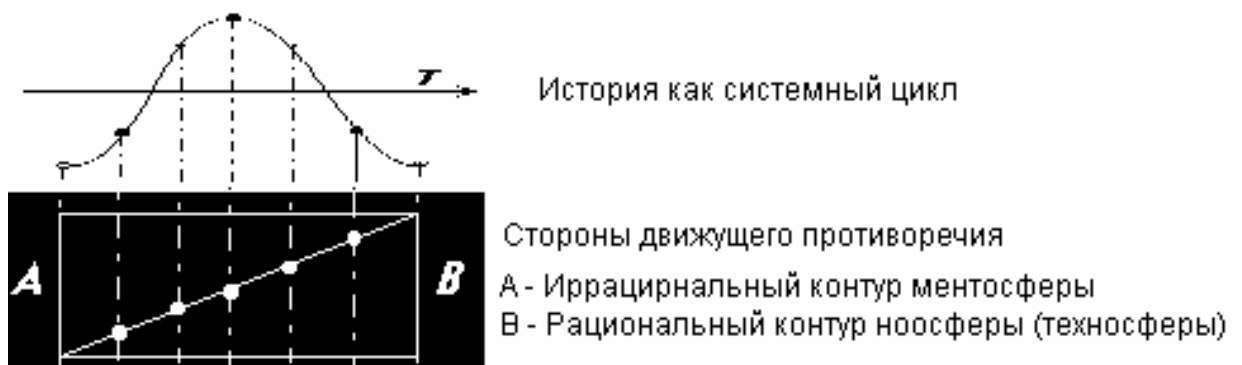 T
История как системный цикл
A
B
Стороны движущего противоречия
А - Иррацирнальный контур ментосферы
В - Рациональный контур ноосферы (техносферы)